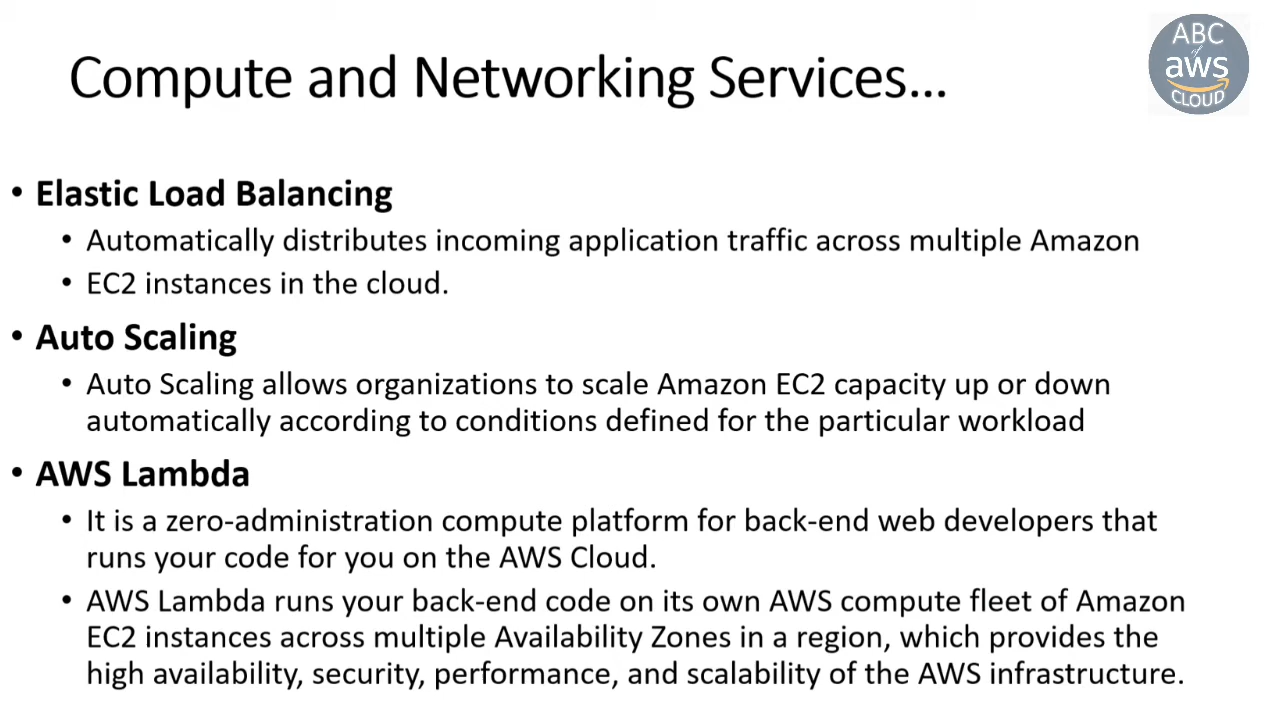 Compute and Networking Services...
ABC
of
aws
CLOUD
• Elastic Load Balancing
• Automatically distributes incoming application traffic across multiple Amazon
• EC2 instances in the cloud.
• Auto Scaling
• Auto Scaling allows organizations to scale Amazon EC2 capacity up or down
automatically according to conditions defined for the particular workload
• AWS Lambda
• It is a zero-administration compute platform for back-end web developers that
runs your code for you on the AWS Cloud.
• AWS Lambda runs your back-end code on its own AWS compute fleet of Amazon
EC2 instances across multiple Availability Zones in a region, which provides the
high availability, security, performance, and scalability of the AWS infrastructure.